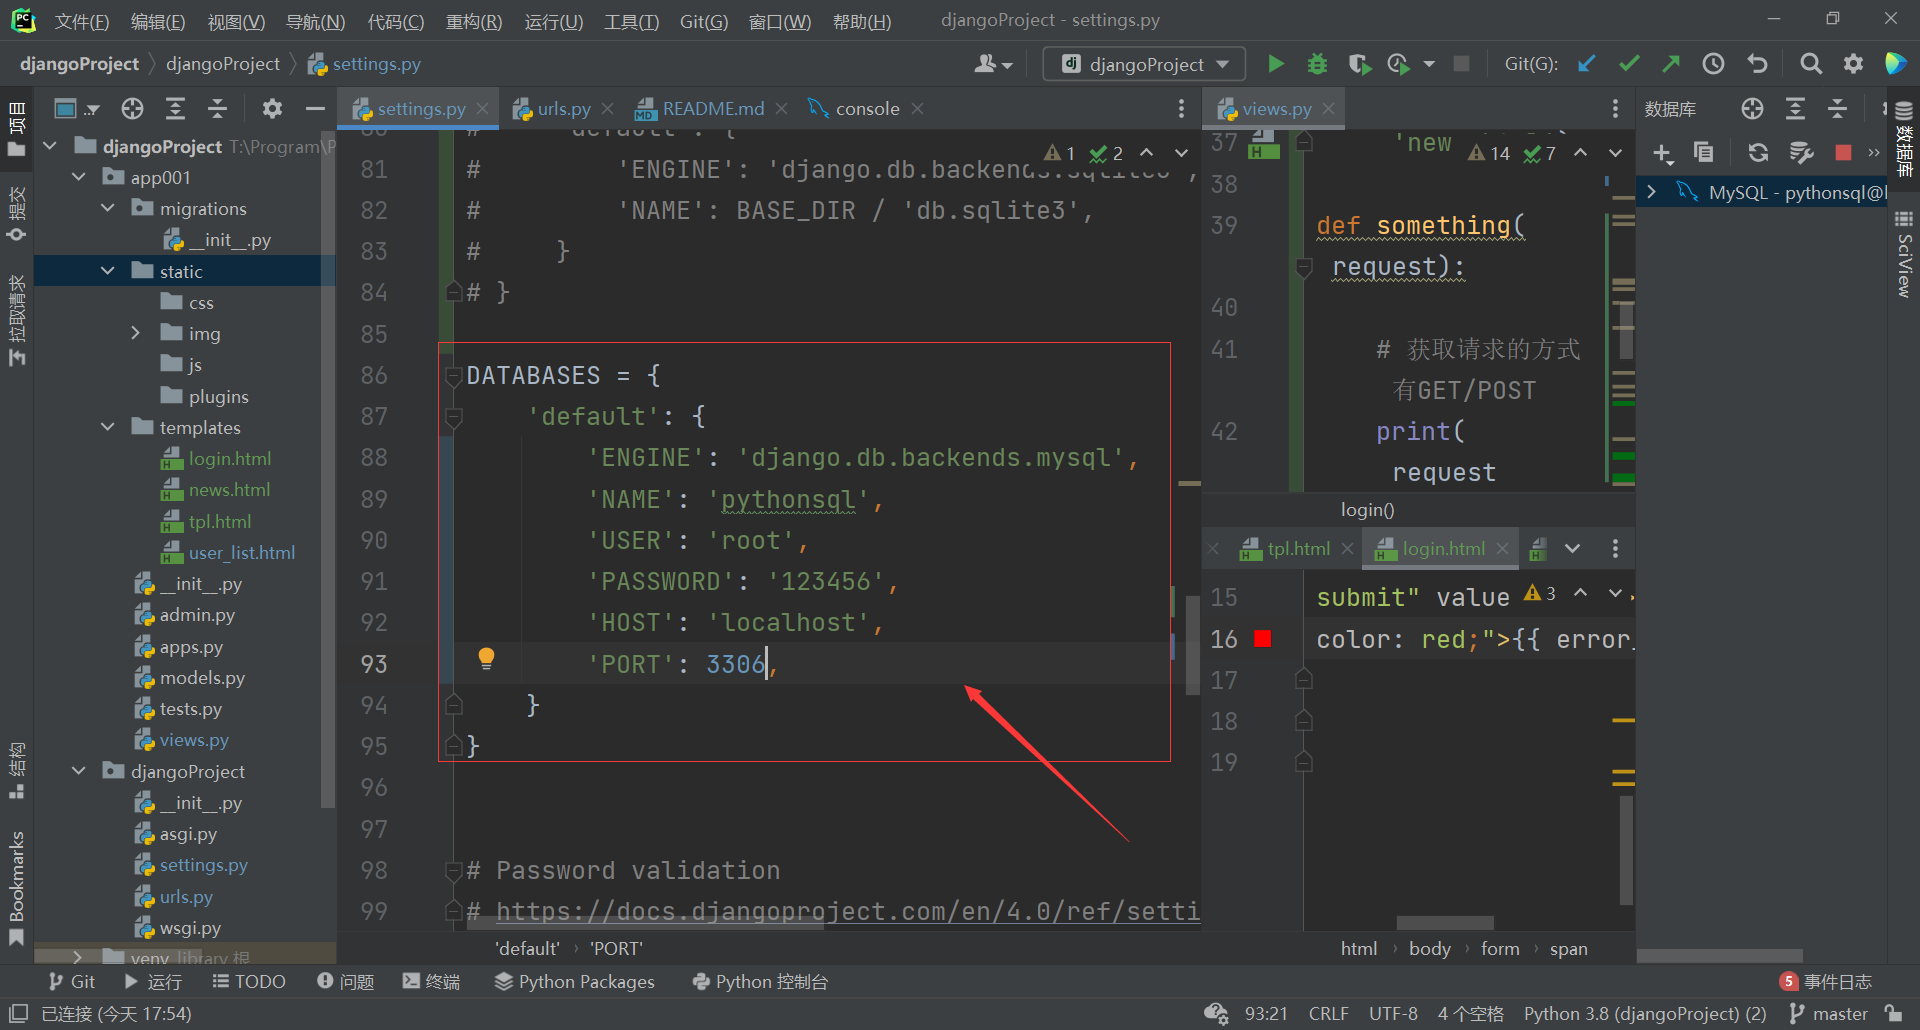 文件(F) 编辑(E) 视图(V) 导航(N) 代码(C) 重构(R) 运行(U) 工具(T) Git(G) 窗口(W) 帮助(H) djangoProject - settings.py
djangoProject djangoProject settings.py
djangoProject
Git(G):
项目
提交
拉取请求
结构
Bookmarks
djangoProject T:\Program\P
app001
migrations
__init__.py
static
css
img
js
plugins
templates
login.html
news.html
tpl.html
user_list.html
__init__.py
admin.py
apps.py
models.py
tests.py
views.py
djangoProject
__init__.py
asgi.py
settings.py
urls.py
wsgi.py
venv library 根
settings.py urls.py README.md console
1 2
80 # 'default': {
81 # 'ENGINE': 'django.db.backends.sqlite3',
82 # 'NAME': BASE_DIR / 'db.sqlite3',
83 # }
84 # }
85
86 DATABASES = {
87 'default': {
88 'ENGINE': 'django.db.backends.mysql',
89 'NAME': 'pythonsql',
90 'USER': 'root',
91 'PASSWORD': '123456',
92 'HOST': 'localhost',
93 'PORT': 3306,
94 }
95 }
96
97
98 # Password validation
99 # https://docs.djangoproject.com/en/4.0/ref/setti
'default' › 'PORT'
views.py
14 7
37 'new
38
39 def something(
request):
40
41 # 获取请求的方式
有GET/POST
42 print(
request
login()
tpl.html login.html
3
15 submit" value
16 color: red;">{{ error_
17
18
19
html › body › form › span
数据库
MySQL - pythonsql@l
数据库
SciView
Git 运行 TODO 问题 终端 Python Packages Python 控制台 5 事件日志
已连接 (今天 17:54) 93:21 CRLF UTF-8 4 个空格 Python 3.8 (djangoProject) (2) master